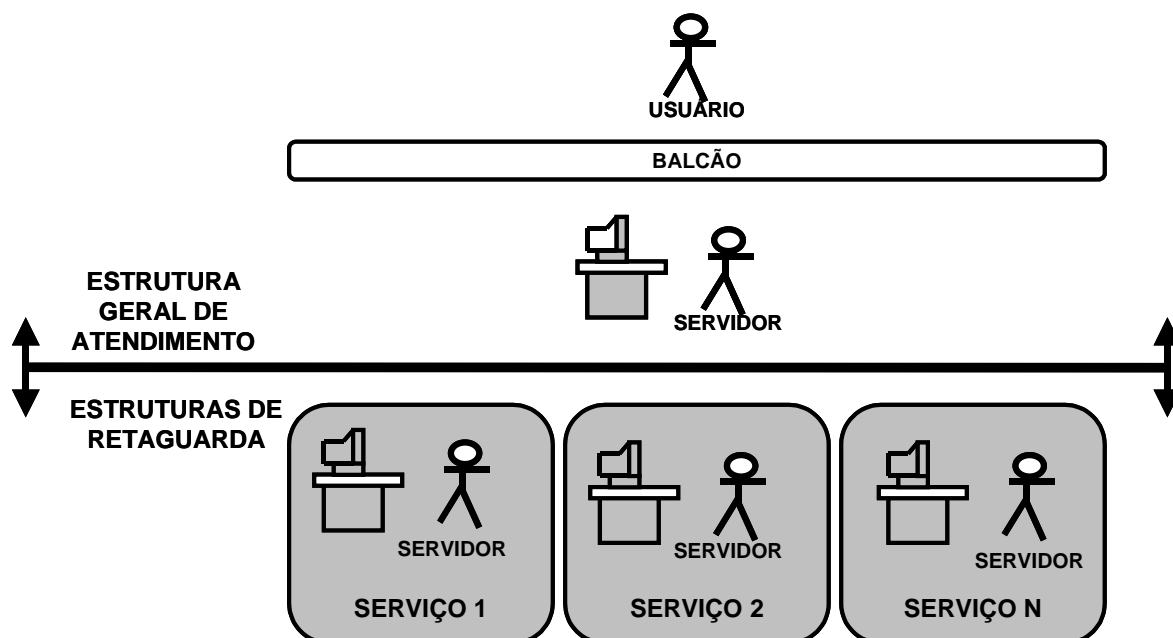 USUÁRIO
BALCÃO
SERVIDOR
ESTRUTURA
GERAL DE
ATENDIMENTO
ESTRUTURAS DE
RETAGUARDA
SERVIDOR
SERVIÇO 1
SERVIDOR
SERVIÇO 2
SERVIDOR
SERVIÇO N